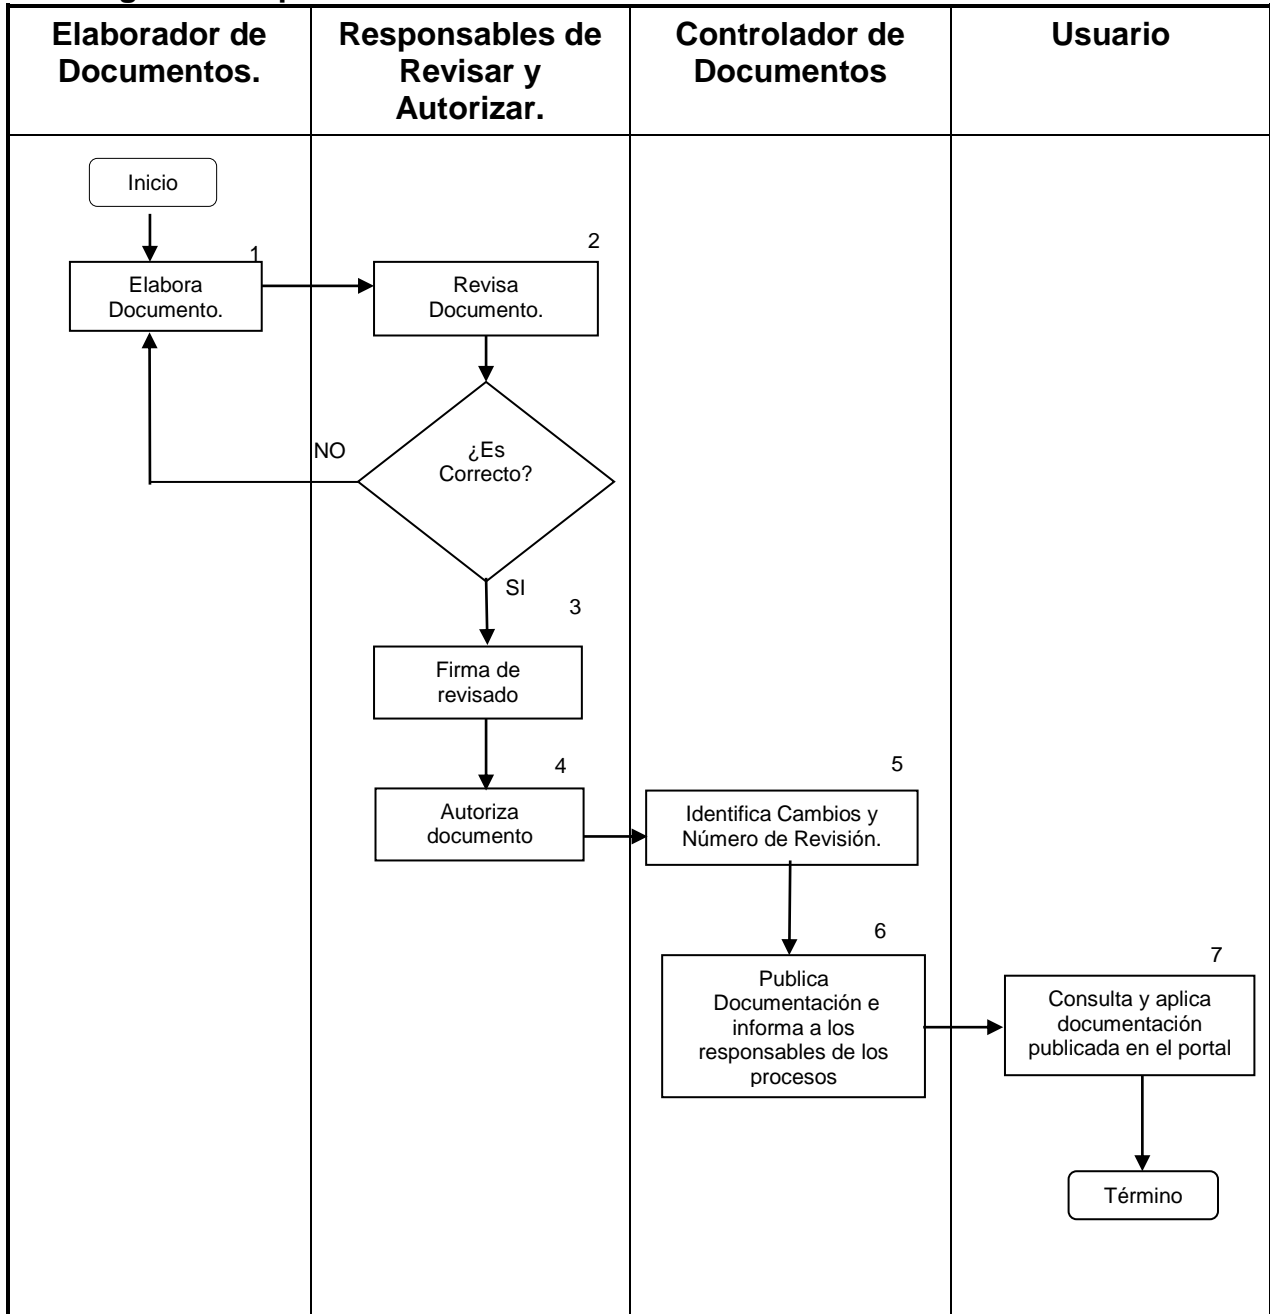 Elaborador de
Documentos.
Responsables de
Revisar y
Autorizar.
Controlador de
Documentos
Usuario
Inicio
1
Elabora
Documento.
2
Revisa
Documento.
NO
¿Es
Correcto?
SI
3
Firma de
revisado
4
Autoriza
documento
5
Identifica Cambios y
Número de Revisión.
6
Publica
Documentación e
informa a los
responsables de los
procesos
7
Consulta y aplica
documentación
publicada en el portal
Término